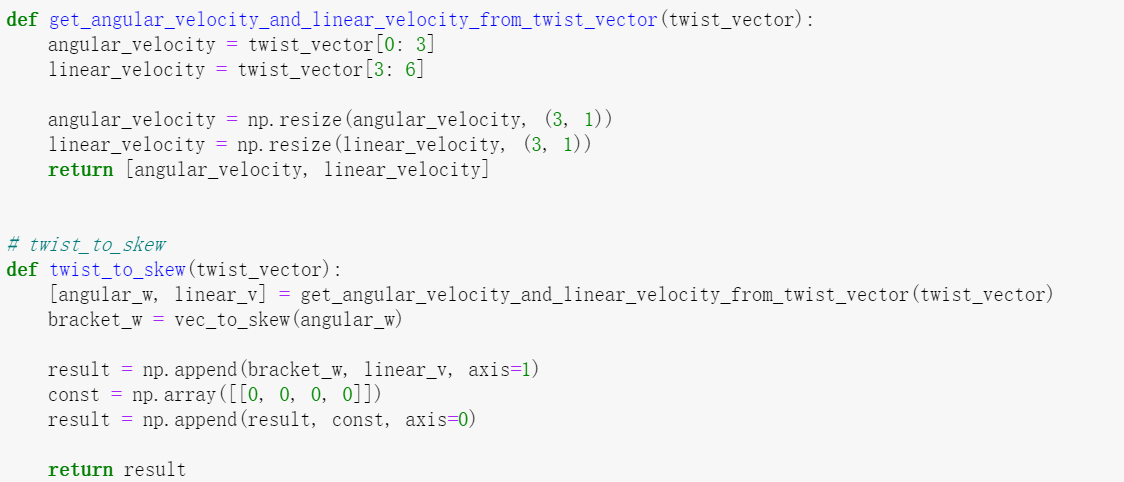 def get_angular_velocity_and_linear_velocity_from_twist_vector(twist_vector):
    angular_velocity = twist_vector[0: 3]
    linear_velocity = twist_vector[3: 6]

    angular_velocity = np.resize(angular_velocity, (3, 1))
    linear_velocity = np.resize(linear_velocity, (3, 1))
    return [angular_velocity, linear_velocity]


# twist_to_skew
def twist_to_skew(twist_vector):
    [angular_w, linear_v] = get_angular_velocity_and_linear_velocity_from_twist_vector(twist_vector)
    bracket_w = vec_to_skew(angular_w)

    result = np.append(bracket_w, linear_v, axis=1)
    const = np.array([[0, 0, 0, 0]])
    result = np.append(result, const, axis=0)

    return result